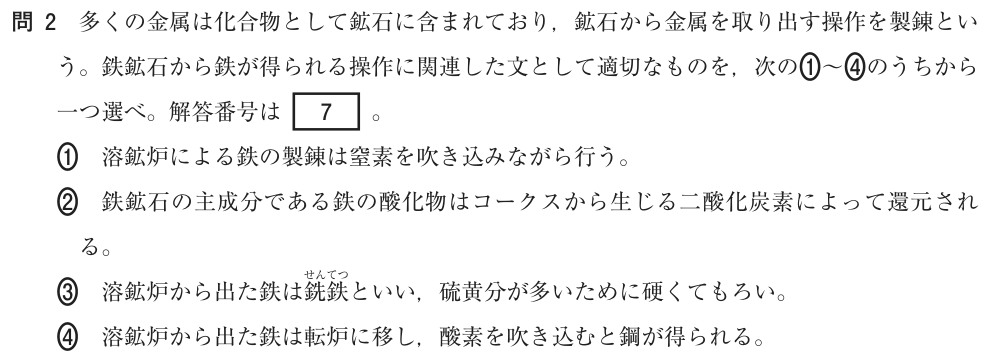 問 2 多くの金属は化合物として鉱石に含まれており，鉱石から金属を取り出す操作を製錬とい
う。鉄鉱石から鉄が得られる操作に関連した文として適切なものを，次の①～④のうちから
一つ選べ。解答番号は 7 。
① 溶鉱炉による鉄の製錬は窒素を吹き込みながら行う。
② 鉄鉱石の主成分である鉄の酸化物はコークスから生じる二酸化炭素によって還元され
る。
せんてつ
③ 溶鉱炉から出た鉄は銑鉄といい，硫黄分が多いために硬くてもろい。
④ 溶鉱炉から出た鉄は転炉に移し，酸素を吹き込むと鋼が得られる。